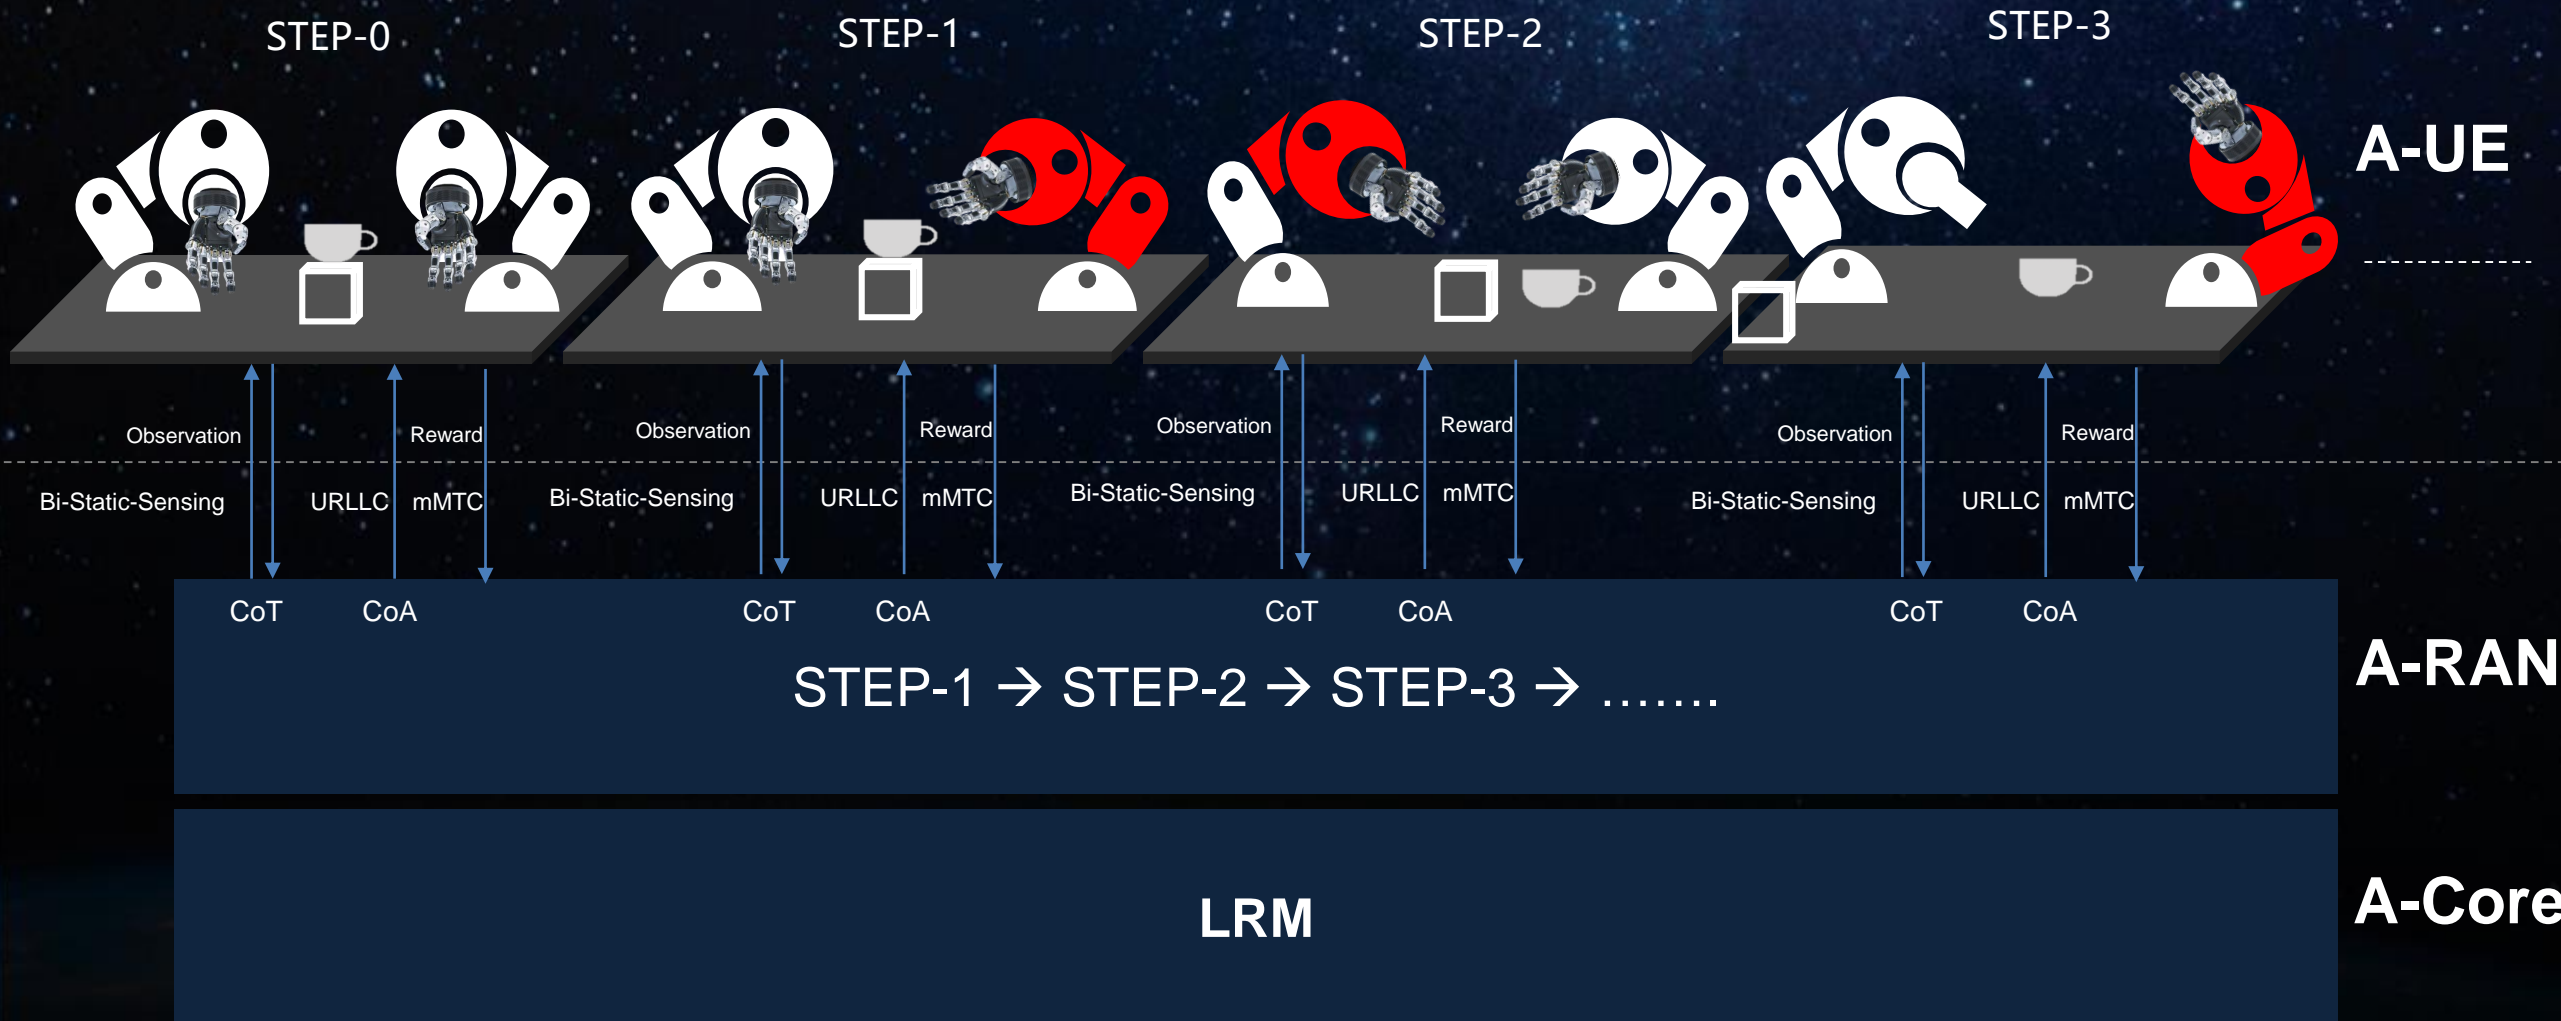 STEP-0
STEP-1
STEP-2
STEP-3
A-UE
Observation
Reward
Observation
Reward
Observation
Reward
Observation
Reward
Bi-Static-Sensing
URLLC
mMTC
Bi-Static-Sensing
URLLC
mMTC
Bi-Static-Sensing
URLLC
mMTC
Bi-Static-Sensing
URLLC
mMTC
CoT
CoA
CoT
CoA
CoT
CoA
CoT
CoA
STEP-1 → STEP-2 → STEP-3 → .......
A-RAN
LRM
A-Core